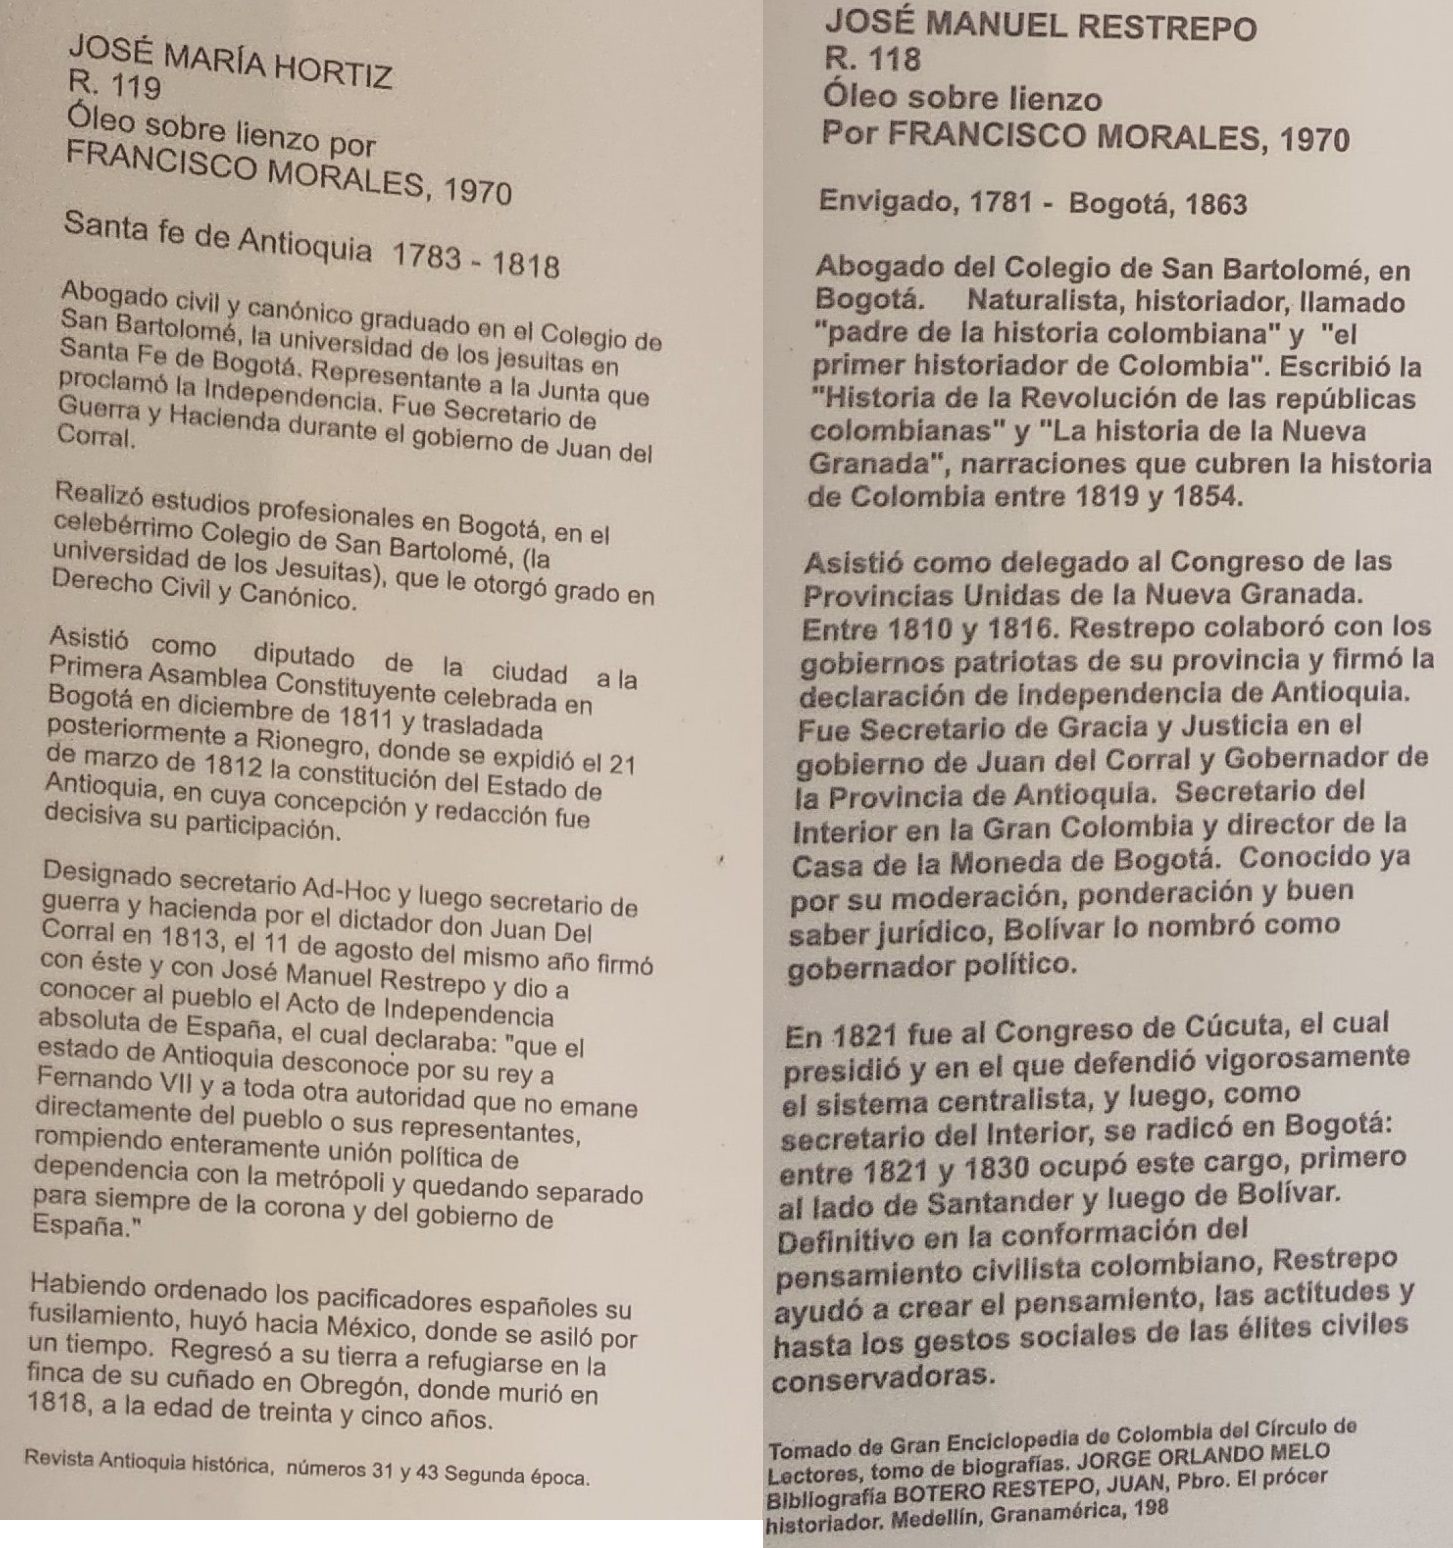 JOSÉ MARÍA HORTIZ
R. 119
Óleo sobre lienzo por
FRANCISCO MORALES, 1970
Santa fe de Antioquia 1783 - 1818
Abogado civil y canónico graduado en el Colegio de
San Bartolomé, la universidad de los jesuitas en
Santa Fe de Bogotá. Representante a la Junta que
proclamó la Independencia. Fue Secretario de
Guerra y Hacienda durante el gobierno de Juan del
Corral.
Realizó estudios profesionales en Bogotá, en el
celebérrimo Colegio de San Bartolomé, (la
universidad de los Jesuitas), que le otorgó grado en
Derecho Civil y Canónico.
Asistió como diputado de la ciudad a la
Primera Asamblea Constituyente celebrada en
Bogotá en diciembre de 1811 y trasladada
posteriormente a Rionegro, donde se expidió el 21
de marzo de 1812 la constitución del Estado de
Antioquia, en cuya concepción y redacción fue
decisiva su participación.
Designado secretario Ad-Hoc y luego secretario de
guerra y hacienda por el dictador don Juan Del
Corral en 1813, el 11 de agosto del mismo año firmó
con éste y con José Manuel Restrepo y dio a
conocer al pueblo el Acto de Independencia
absoluta de España, el cual declaraba: "que el
estado de Antioquia desconoce por su rey a
Fernando VII y a toda otra autoridad que no emane
directamente del pueblo o sus representantes,
rompiendo enteramente unión política de
dependencia con la metrópoli y quedando separado
para siempre de la corona y del gobierno de
España."
Habiendo ordenado los pacificadores españoles su
fusilamiento, huyó hacia México, donde se asiló por
un tiempo. Regresó a su tierra a refugiarse en la
finca de su cuñado en Obregón, donde murió en
1818, a la edad de treinta y cinco años.
Revista Antioquia histórica, números 31 y 43 Segunda época.
JOSÉ MANUEL RESTREPO
R. 118
Óleo sobre lienzo
Por FRANCISCO MORALES, 1970
Envigado, 1781 - Bogotá, 1863
Abogado del Colegio de San Bartolomé, en
Bogotá. Naturalista, historiador, llamado
"padre de la historia colombiana" y "el
primer historiador de Colombia". Escribió la
"Historia de la Revolución de las repúblicas
colombianas" y "La historia de la Nueva
Granada", narraciones que cubren la historia
de Colombia entre 1819 y 1854.
Asistió como delegado al Congreso de las
Provincias Unidas de la Nueva Granada.
Entre 1810 y 1816. Restrepo colaboró con los
gobiernos patriotas de su provincia y firmó la
declaración de independencia de Antioquia.
Fue Secretario de Gracia y Justicia en el
gobierno de Juan del Corral y Gobernador de
la Provincia de Antioquia. Secretario del
Interior en la Gran Colombia y director de la
Casa de la Moneda de Bogotá. Conocido ya
por su moderación, ponderación y buen
saber jurídico, Bolívar lo nombró como
gobernador político.
En 1821 fue al Congreso de Cúcuta, el cual
presidió y en el que defendió vigorosamente
el sistema centralista, y luego, como
secretario del Interior, se radicó en Bogotá:
entre 1821 y 1830 ocupó este cargo, primero
al lado de Santander y luego de Bolívar.
Definitivo en la conformación del
pensamiento civilista colombiano, Restrepo
ayudó a crear el pensamiento, las actitudes y
hasta los gestos sociales de las élites civiles
conservadoras.
Tomado de Gran Enciclopedia de Colombia del Círculo de
Lectores, tomo de biografías. JORGE ORLANDO MELO
Bibliografía BOTERO RESTEPO, JUAN, Pbro. El prócer
historiador. Medellín, Granamérica, 198